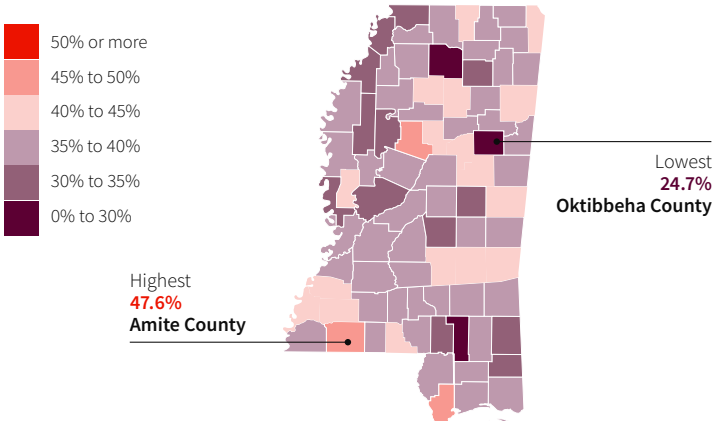 50% or more
45% to 50%
40% to 45%
35% to 40%
30% to 35%
0% to 30%
Lowest
24.7%
Oktibbeha County
Highest
47.6%
Amite County